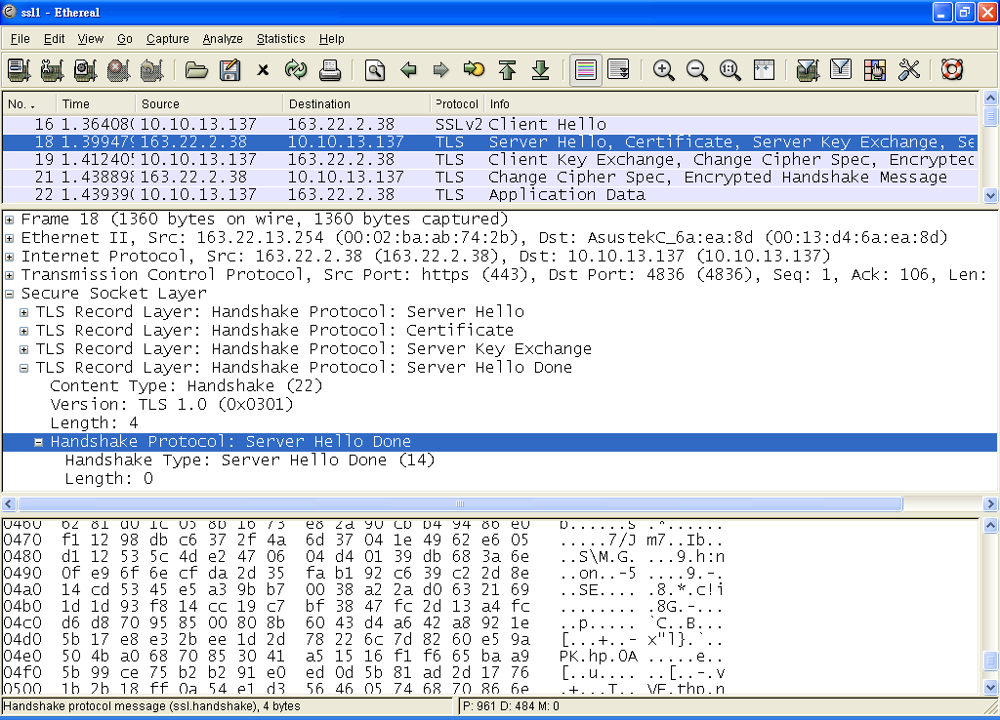 ssl1 - Ethereal
File Edit View Go Capture Analyze Statistics Help
No. . Time Source Destination Protocol Info
16 1.36408( 10.10.13.137 163.22.2.38 SSLv2 Client Hello
18 1.39947( 163.22.2.38 10.10.13.137 TLS Server Hello, Certificate, Server Key Exchange, Se
19 1.41240 10.10.13.137 163.22.2.38 TLS Client Key Exchange, Change Cipher Spec, Encrypted
21 1.43889 163.22.2.38 10.10.13.137 TLS Change Cipher Spec, Encrypted Handshake Message
22 1.43939( 10.10.13.137 163.22.2.38 TLS Application Data
Frame 18 (1360 bytes on wire, 1360 bytes captured)
Ethernet II, Src: 163.22.13.254 (00:02:ba:ab:74:2b), Dst: AsustekC_6a:ea:8d (00:13:d4:6a:ea:8d)
Internet Protocol, Src: 163.22.2.38 (163.22.2.38), Dst: 10.10.13.137 (10.10.13.137)
Transmission Control Protocol, Src Port: https (443), Dst Port: 4836 (4836), Seq: 1, Ack: 106, Len:
Secure Socket Layer
TLS Record Layer: Handshake Protocol: Server Hello
TLS Record Layer: Handshake Protocol: Certificate
TLS Record Layer: Handshake Protocol: Server Key Exchange
TLS Record Layer: Handshake Protocol: Server Hello Done
Content Type: Handshake (22)
Version: TLS 1.0 (0x0301)
Length: 4
Handshake Protocol: Server Hello Done
Handshake Type: Server Hello Done (14)
Length: 0
0460 62 81 d0 1c 05 8b 16 73 e8 2a 90 cb b4 94 86 e0 b......s .*......
0470 f1 12 98 db c6 37 2f 4a 6d 37 04 1e 49 62 e6 05 .....7/J m7..Ib..
0480 d1 12 53 5c 4d e2 47 06 04 d4 01 39 db 68 3a 6e ..S\M.G. ...9.h:n
0490 0f e9 6f 6e cf da 2d 35 fa b1 92 c6 39 c2 2d 8e ..on..-5 ....9.-.
04a0 14 cd 53 45 e5 a3 9b b7 00 38 a2 2a d0 63 21 69 ..SE.... .8.*.c!i
04b0 1d 1d 93 f8 14 cc 19 c7 bf 38 47 fc 2d 13 a4 fc ........ .8G.-...
04c0 d6 d8 70 95 85 00 80 8b 60 43 d4 a6 42 a8 92 1e ..p..... `C..B...
04d0 5b 17 e8 e3 2b ee 1d 2d 78 22 6c 7d 82 60 e5 9a [...+..- x"l}.`..
04e0 50 4b a0 68 70 85 30 41 a5 15 16 f1 f6 65 ba a9 PK.hp.0A .....e..
04f0 5b 99 ce 75 b2 b2 91 e0 ed 0d 5b 81 ad 2d 17 76 [..u.... ..[..-.v
0500 1b 2b 18 ff 0a 54 e1 d3 56 46 05 74 68 70 86 6e .+...T.. VF.thp.n
Handshake protocol message (ssl.handshake), 4 bytes P: 961 D: 484 M: 0